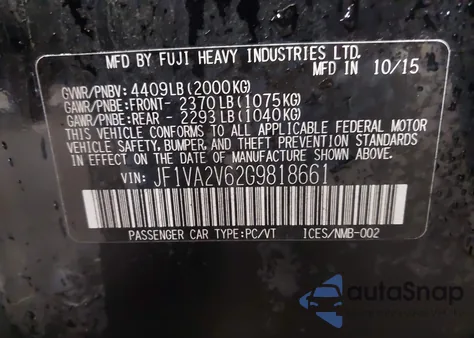 MFD BY FUJI HEAVY INDUSTRIES LTD.
MFD IN 10/15
GVWR/PNBV: 4409LB(2000KG)
GAWR/PNBE:FRONT- 2370LB(1075KG)
GAWR/PNBE:REAR - 2293LB(1040KG)
THIS VEHICLE CONFORMS TO ALL APPLICABLE FEDERAL MOTOR
VEHICLE SAFETY, BUMPER, AND THEFT PREVENTION STANDARDS
IN EFFECT ON THE DATE OF MANUFACTURE SHOWN ABOVE.
VIN: JF1VA2V62G9818661
PASSENGER CAR TYPE:PC/VT ICES/NMB-002
autoSnap